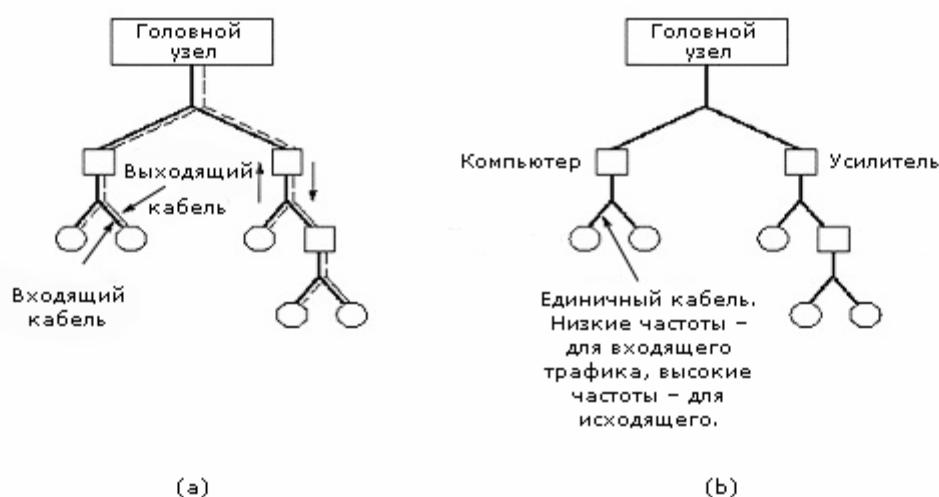 Головной
узел
Выходящий
кабель
Входящий
кабель
(a)
Головной
узел
Компьютер
Усилитель
Единичный кабель.
Низкие частоты –
для входящего
трафика, высокие
частоты – для
исходящего.
(b)